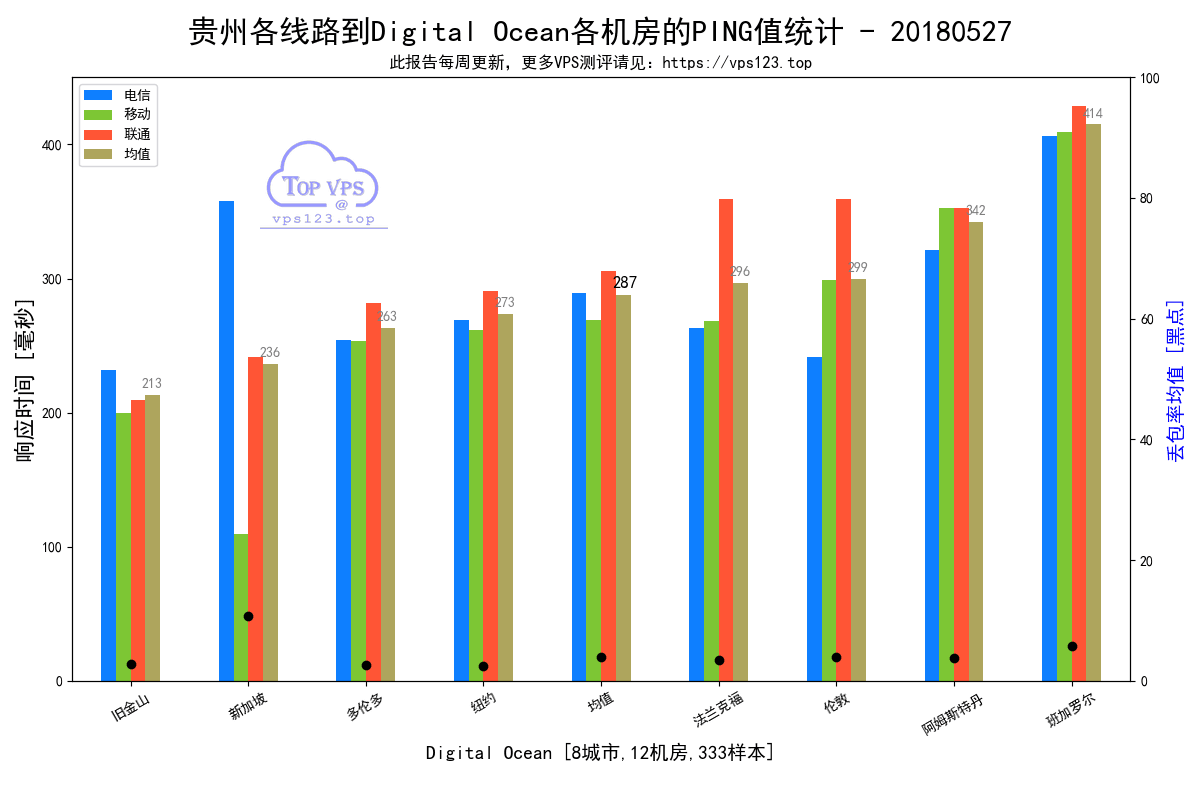 贵州各线路到Digital Ocean各机房的PING值统计 - 20180527
此报告每周更新，更多VPS测评请见：https://vps123.top
电信
移动
联通
均值
TOP VPS
@
vps123.top
响应时间 [毫秒]
丢包率均值 [黑点]
400
300
200
100
0
100
80
60
40
20
0
213
236
263
273
287
296
299
342
414
旧金山
新加坡
多伦多
纽约
均值
法兰克福
伦敦
阿姆斯特丹
班加罗尔
Digital Ocean [8城市,12机房,333样本]